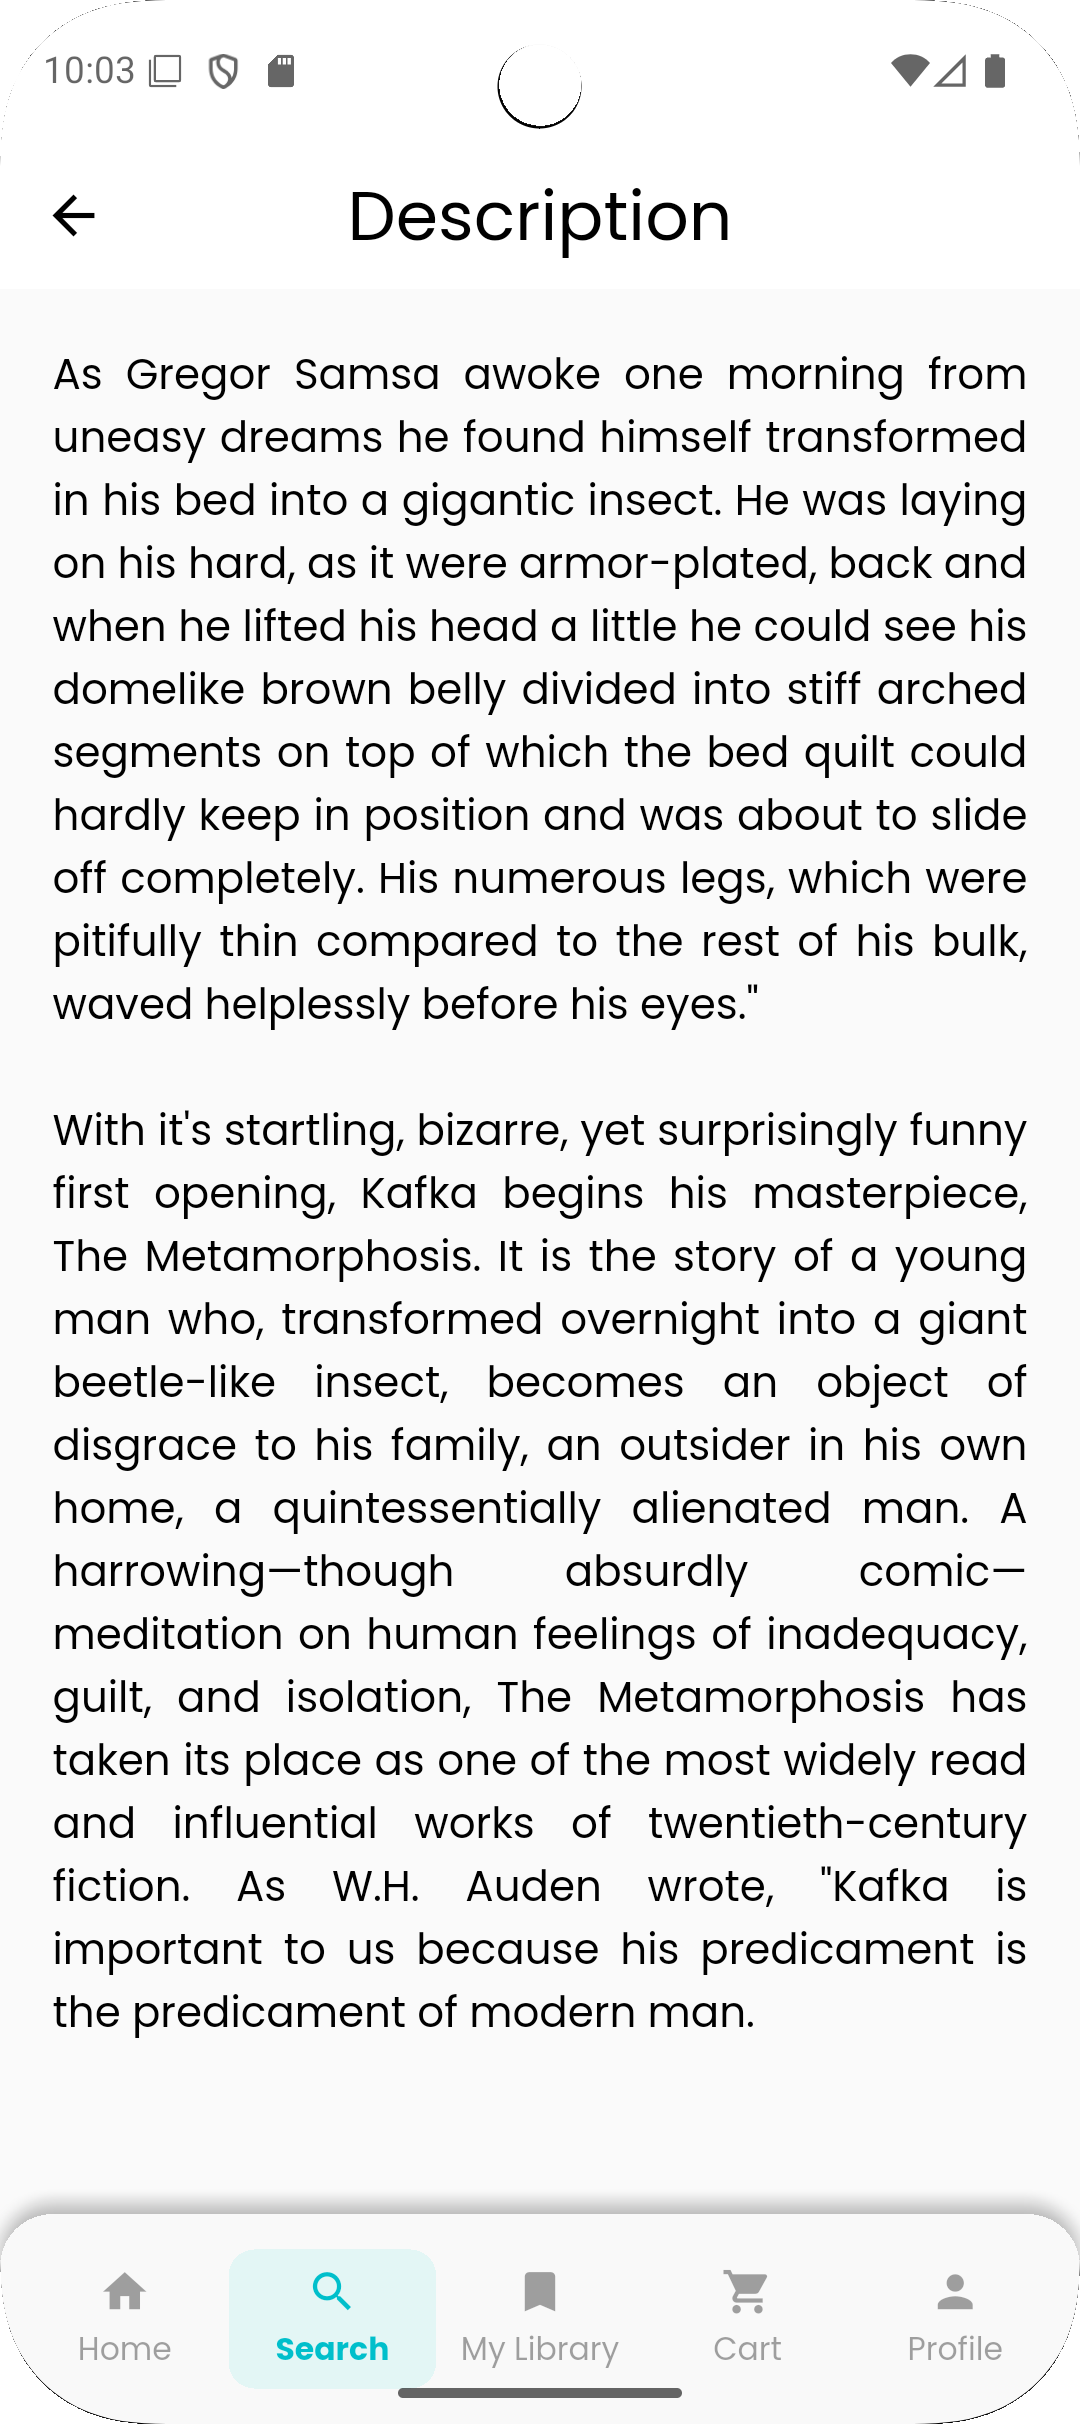 10:03
Description
As Gregor Samsa awoke one morning from
uneasy dreams he found himself transformed
in his bed into a gigantic insect. He was laying
on his hard, as it were armor-plated, back and
when he lifted his head a little he could see his
domelike brown belly divided into stiff arched
segments on top of which the bed quilt could
hardly keep in position and was about to slide
off completely. His numerous legs, which were
pitifully thin compared to the rest of his bulk,
waved helplessly before his eyes."
With it's startling, bizarre, yet surprisingly funny
first opening, Kafka begins his masterpiece,
The Metamorphosis. It is the story of a young
man who, transformed overnight into a giant
beetle-like insect, becomes an object of
disgrace to his family, an outsider in his own
home, a quintessentially alienated man. A
harrowing—though absurdly comic—
meditation on human feelings of inadequacy,
guilt, and isolation, The Metamorphosis has
taken its place as one of the most widely read
and influential works of twentieth-century
fiction. As W.H. Auden wrote, "Kafka is
important to us because his predicament is
the predicament of modern man.
Home
Search
My Library
Cart
Profile